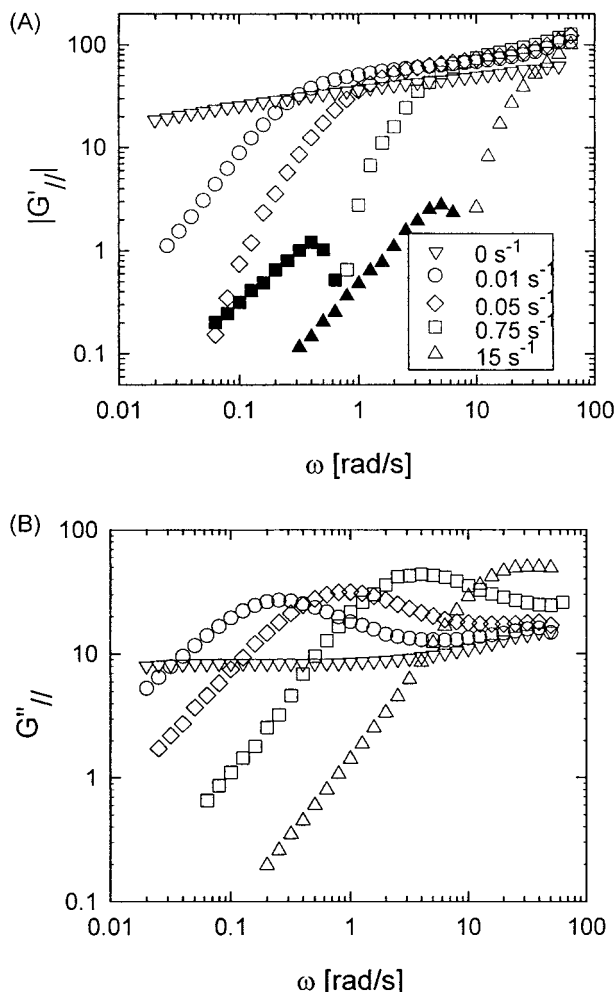 (A)
|G'//|
100
10
1
0.1
0 s⁻¹
0.01 s⁻¹
0.05 s⁻¹
0.75 s⁻¹
15 s⁻¹
0.01 0.1 1 10 100
ω [rad/s]
(B)
G"//
100
10
1
0.1
0.01 0.1 1 10 100
ω [rad/s]